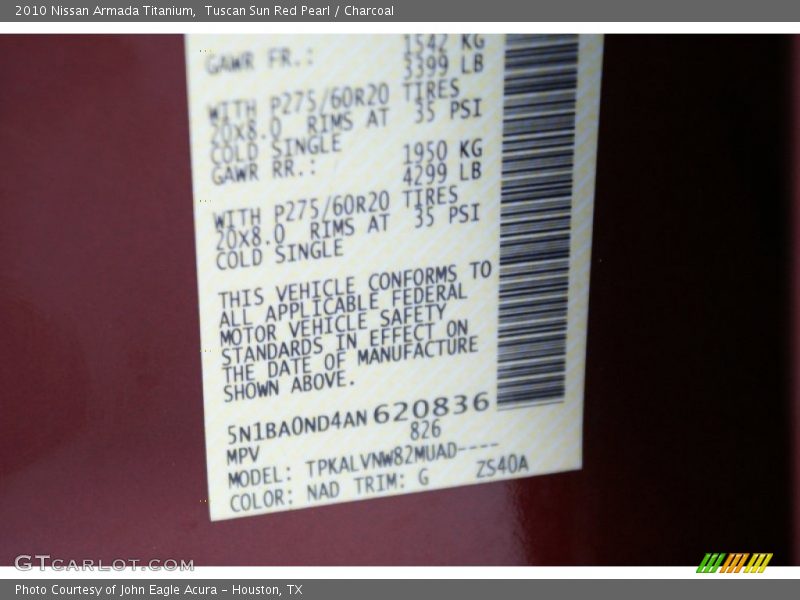 2010 Nissan Armada Titanium,  Tuscan Sun Red Pearl / Charcoal
1542 KG
GAWR FR.: 3399 LB
WITH P275/60R20 TIRES
20x8.0 RIMS AT 35 PSI
COLD SINGLE
1950 KG
GAWR RR.: 4299 LB
WITH P275/60R20 TIRES
20x8.0 RIMS AT 35 PSI
COLD SINGLE
THIS VEHICLE CONFORMS TO
ALL APPLICABLE FEDERAL
MOTOR VEHICLE SAFETY
STANDARDS IN EFFECT ON
THE DATE OF MANUFACTURE
SHOWN ABOVE.
5N1BA0ND4AN 620836
MPV 826
MODEL: TPKALVNW82MUAD----
COLOR: NAD TRIM: G ZS40A
GTCARLOT.COM
Photo Courtesy of John Eagle Acura - Houston, TX